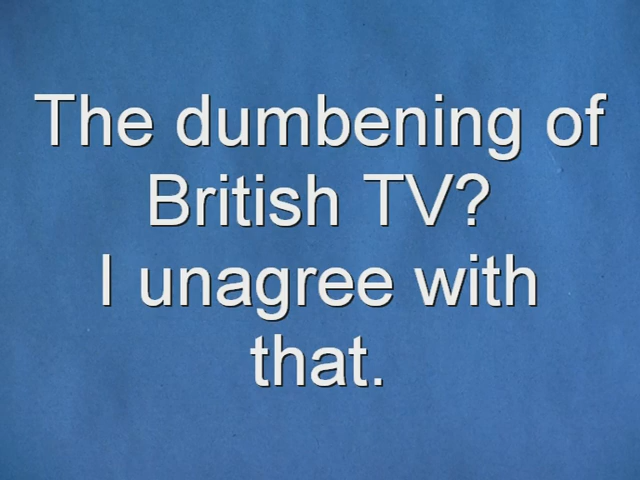 The dumbening of
British TV?
I unagree with
that.